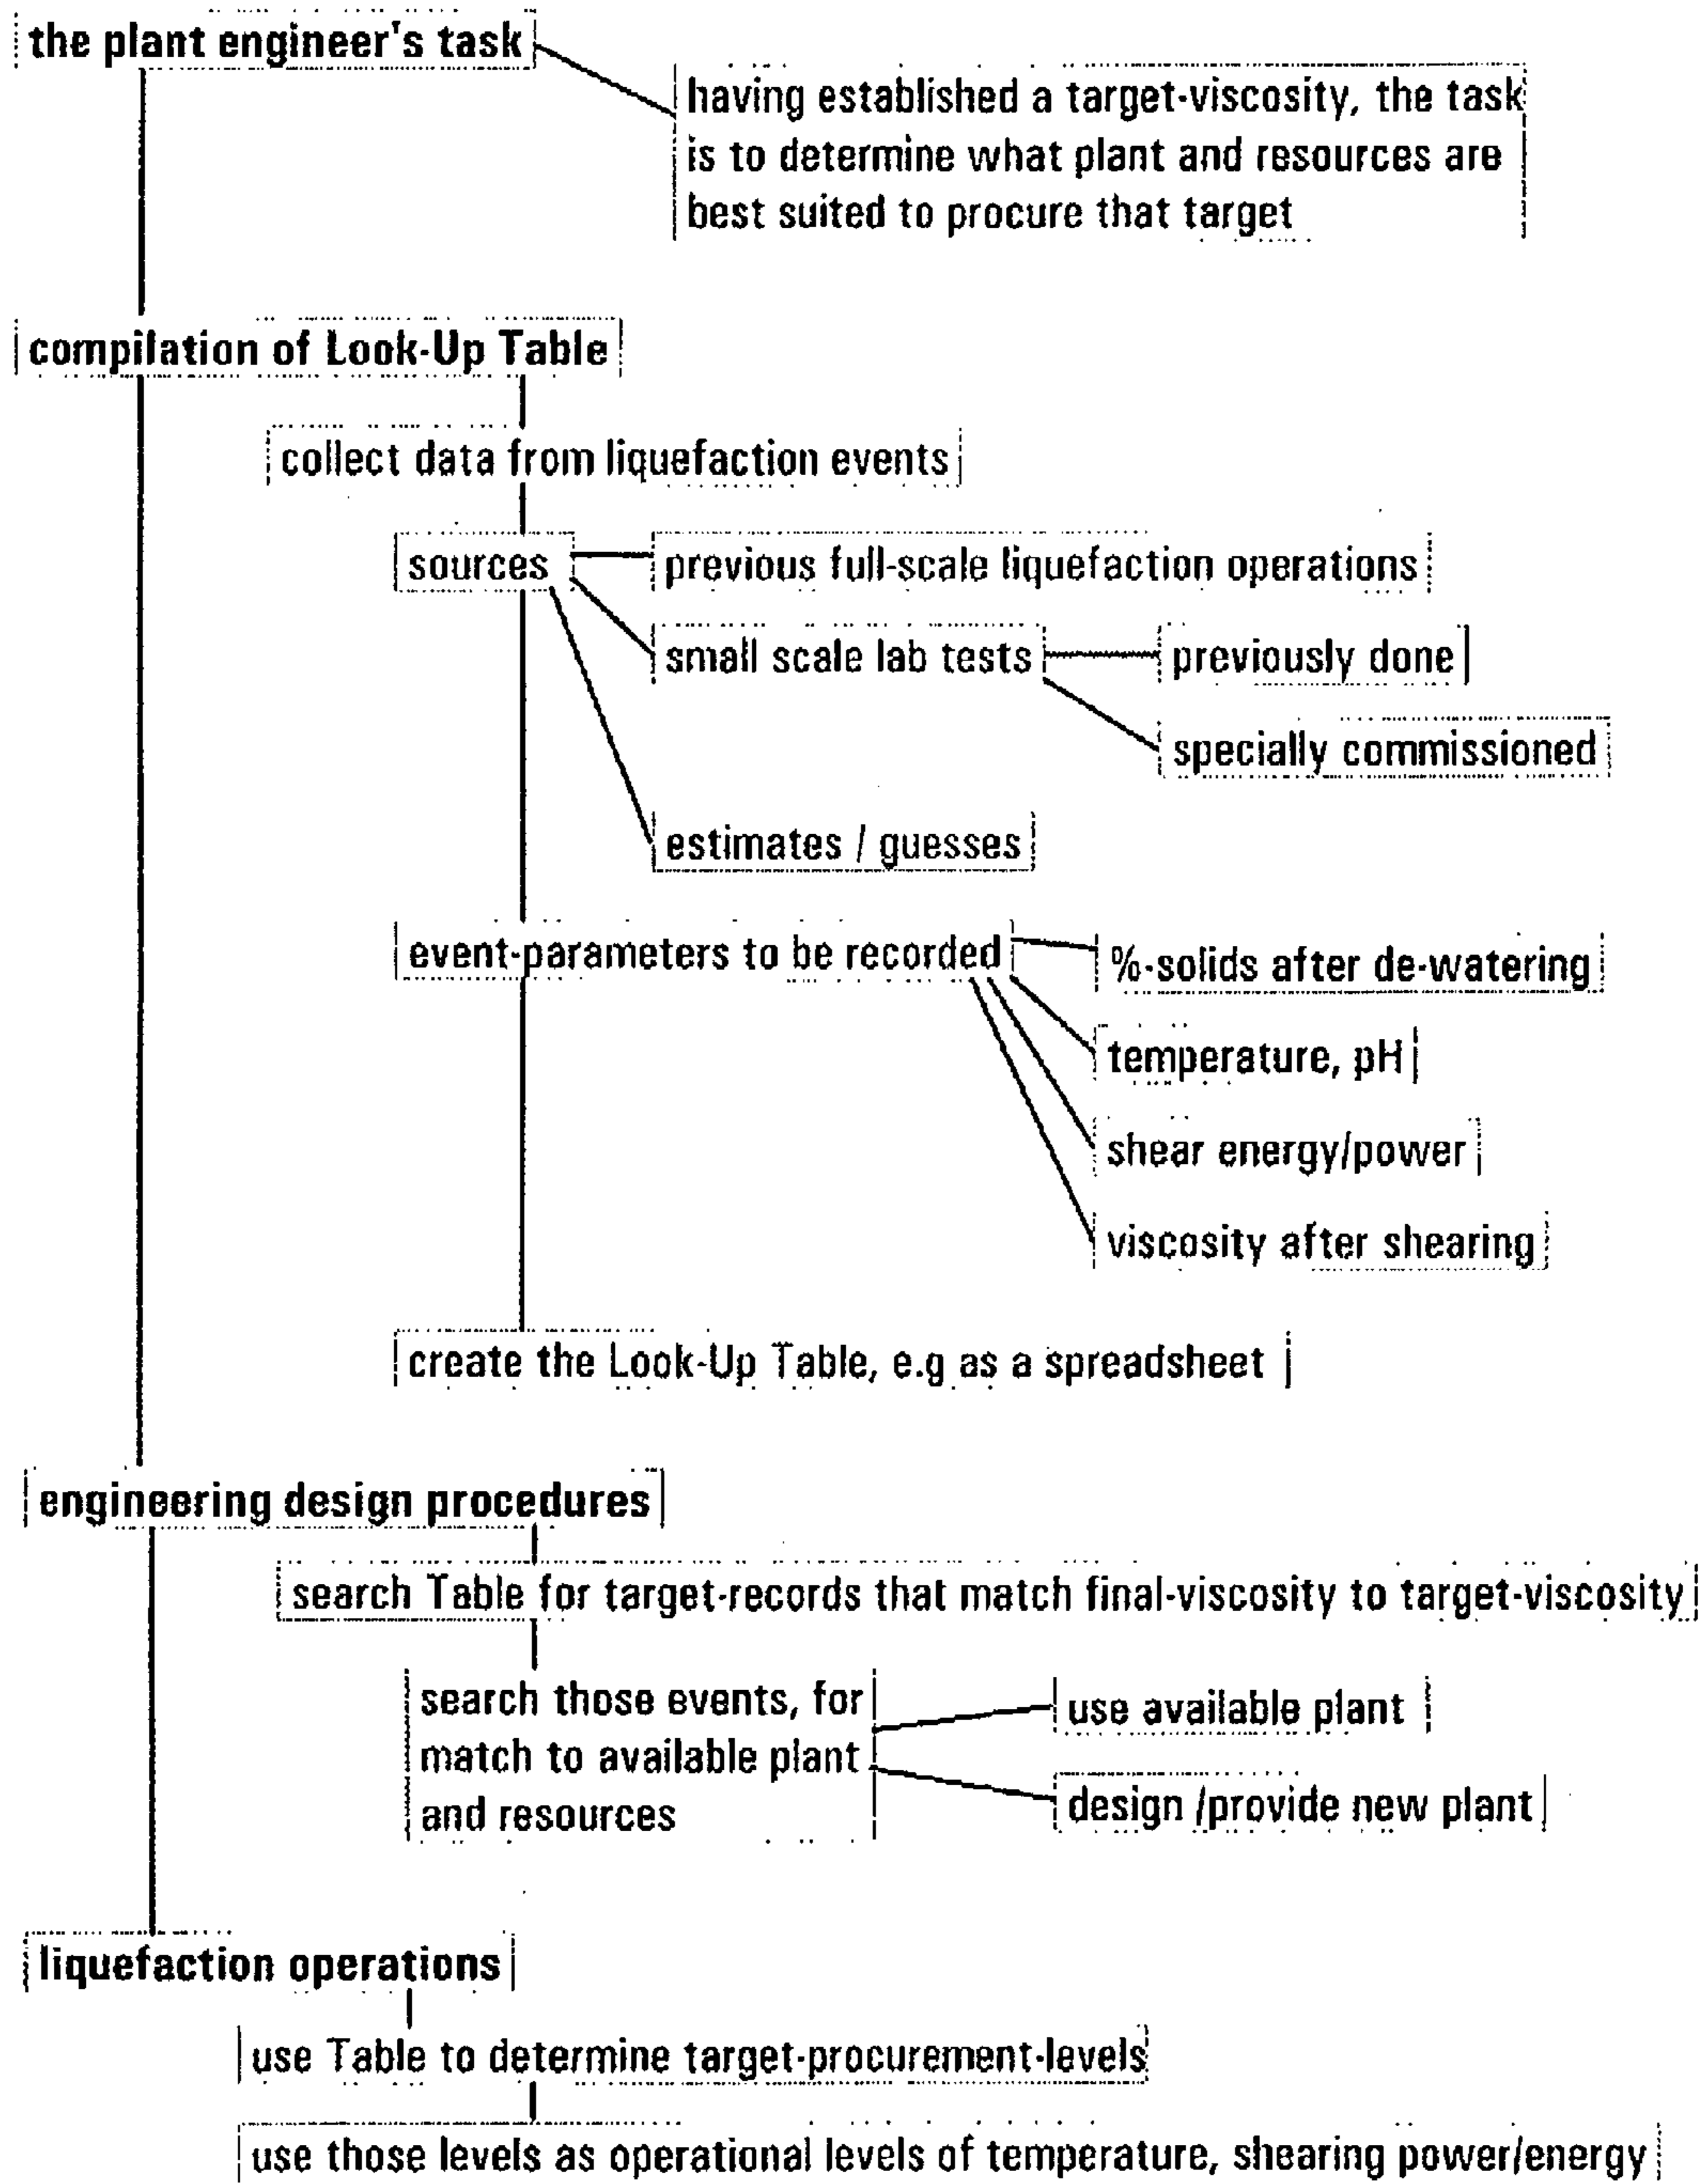 the plant engineer's task
having established a target-viscosity, the task
is to determine what plant and resources are
best suited to procure that target
compilation of Look-Up Table
collect data from liquefaction events
sources
previous full-scale liquefaction operations
small scale lab tests
previously done
specially commissioned
estimates / guesses
event-parameters to be recorded
%-solids after de-watering
temperature, pH
shear energy/power
viscosity after shearing
create the Look-Up Table, e.g as a spreadsheet
engineering design procedures
search Table for target-records that match final-viscosity to target-viscosity
search those events, for
match to available plant
and resources
use available plant
design /provide new plant
liquefaction operations
use Table to determine target-procurement-levels
use those levels as operational levels of temperature, shearing power/energy